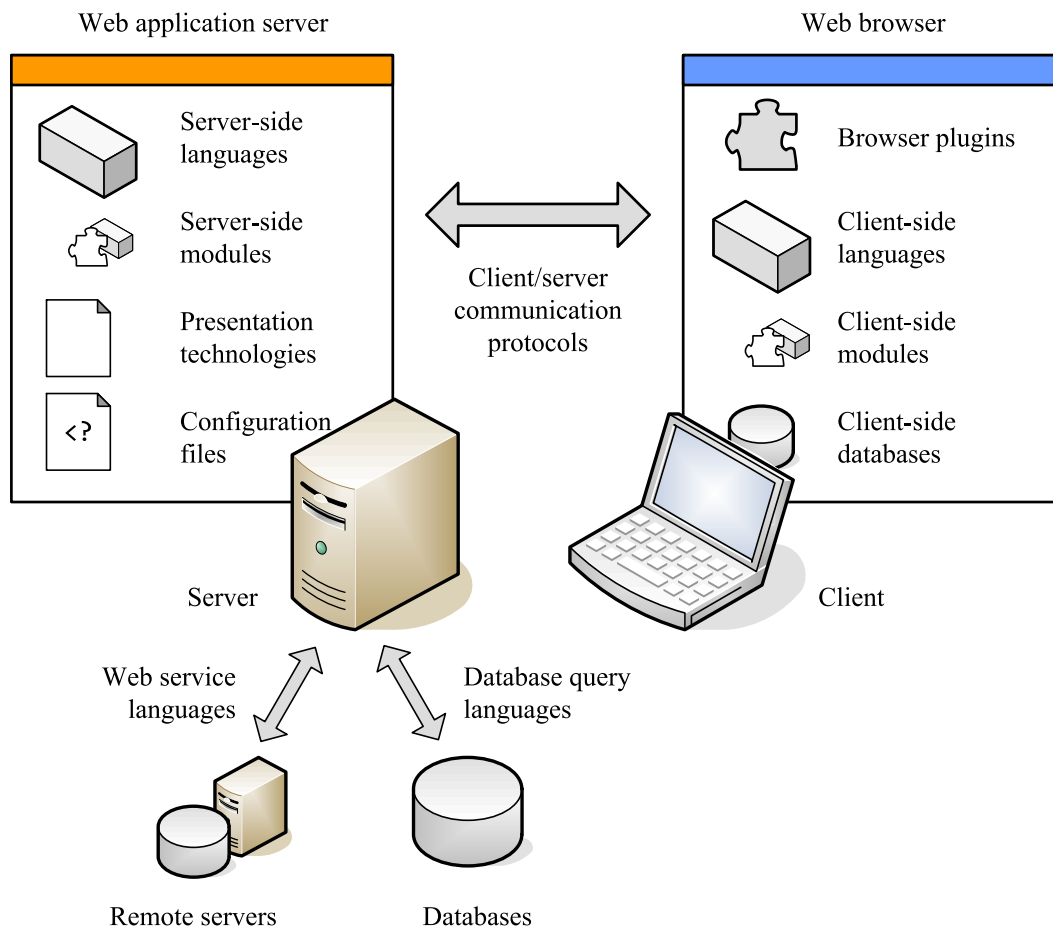 Web application server
Web browser
Server-side
languages
Server-side
modules
Presentation
technologies
<?
Configuration
files
Client/server
communication
protocols
Browser plugins
Client-side
languages
Client-side
modules
Client-side
databases
Server
Client
Web service
languages
Database query
languages
Remote servers
Databases